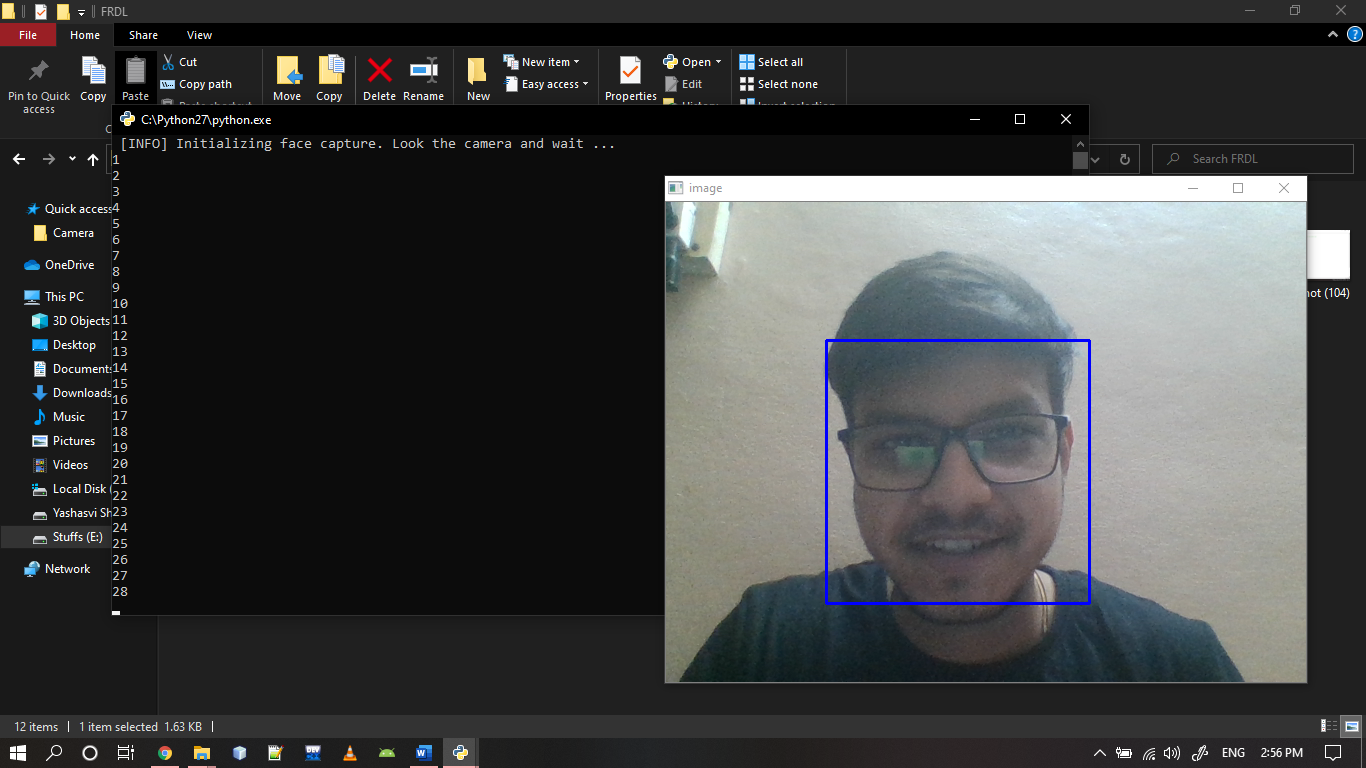 FRDL
File Home Share View
Pin to Quick access
Copy
Paste
Cut
Copy path
Paste shortcut
Move
Copy
Delete
Rename
New
New item
Easy access
Properties
Open
Edit
History
Select all
Select none
Invert selection
C:\Python27\python.exe
[INFO] Initializing face capture. Look the camera and wait ...
1
2
3
4
5
6
7
8
9
10
11
12
13
14
15
16
17
18
19
20
21
22
23
24
25
26
27
28
image
Search FRDL
Quick access
Camera
OneDrive
This PC
3D Objects
Desktop
Documents
Downloads
Music
Pictures
Videos
Local Disk (
Yashasvi Sh
Stuffs (E:)
Network
hot (104)
12 items 1 item selected 1.63 KB
ENG 2:56 PM